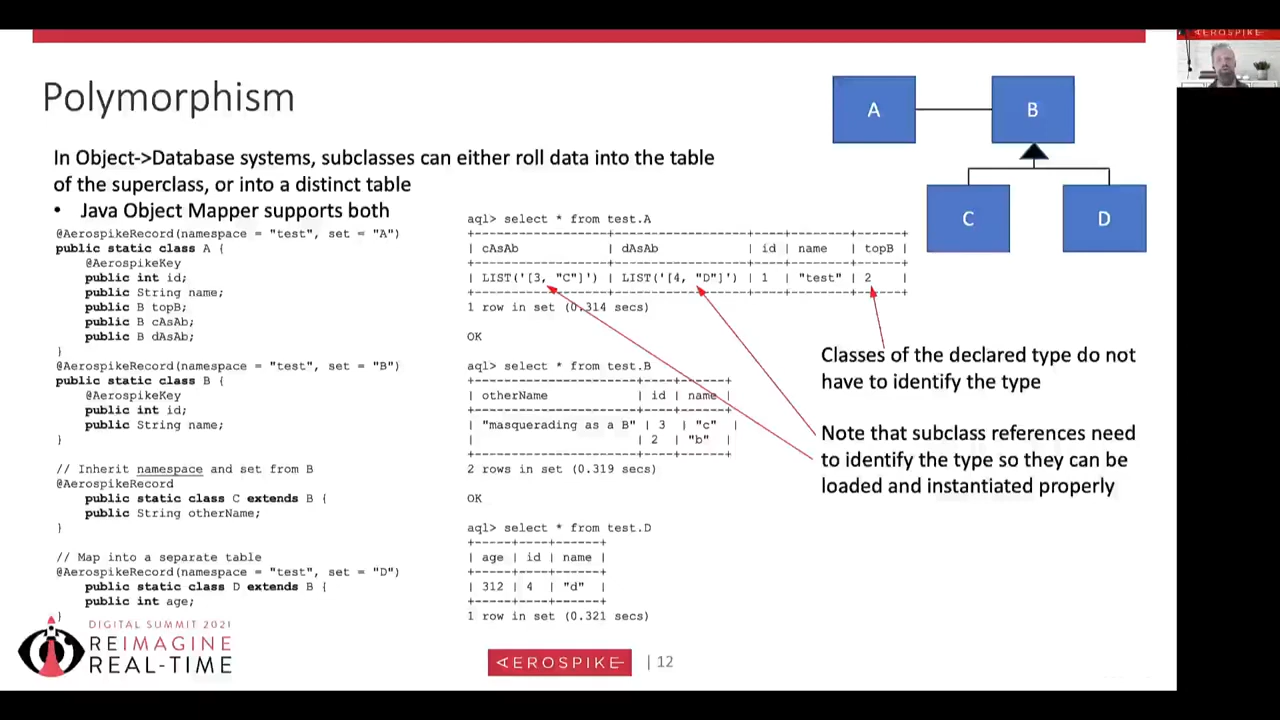 AEROSPIKE
Polymorphism
A
B
C
D
In Object->Database systems, subclasses can either roll data into the table
of the superclass, or into a distinct table
• Java Object Mapper supports both
@AerospikeRecord(namespace = "test", set = "A")
public static class A {
@AerospikeKey
public int id;
public String name;
public B topB;
public B cAsAb;
public B dAsAb;
}
@AerospikeRecord(namespace = "test", set = "B")
public static class B {
@AerospikeKey
public int id;
public String name;
}
// Inherit namespace and set from B
@AerospikeRecord
public static class C extends B {
public String otherName;
}
// Map into a separate table
@AerospikeRecord(namespace = "test", set = "D")
public static class D extends B {
public int age;
}
aql> select * from test.A
+-----------------+-----------------+----+--------+------+
| cAsAb | dAsAb | id | name | topB |
+-----------------+-----------------+----+--------+------+
| LIST('[3, "C"]') | LIST('[4, "D"]') | 1 | "test" | 2 |
+-----------------+-----------------+----+--------+------+
1 row in set (0.314 secs)
OK
aql> select * from test.B
+----------------------+----+------+
| otherName | id | name |
+----------------------+----+------+
| "masquerading as a B" | 3 | "c" |
| | 2 | "b" |
+----------------------+----+------+
2 rows in set (0.319 secs)
OK
aql> select * from test.D
+-----+----+------+
| age | id | name |
+-----+----+------+
| 312 | 4 | "d" |
+-----+----+------+
1 row in set (0.321 secs)
Classes of the declared type do not
have to identify the type
Note that subclass references need
to identify the type so they can be
loaded and instantiated properly
DIGITAL SUMMIT 2021
REIMAGINE
REAL-TIME
AEROSPIKE
| 12